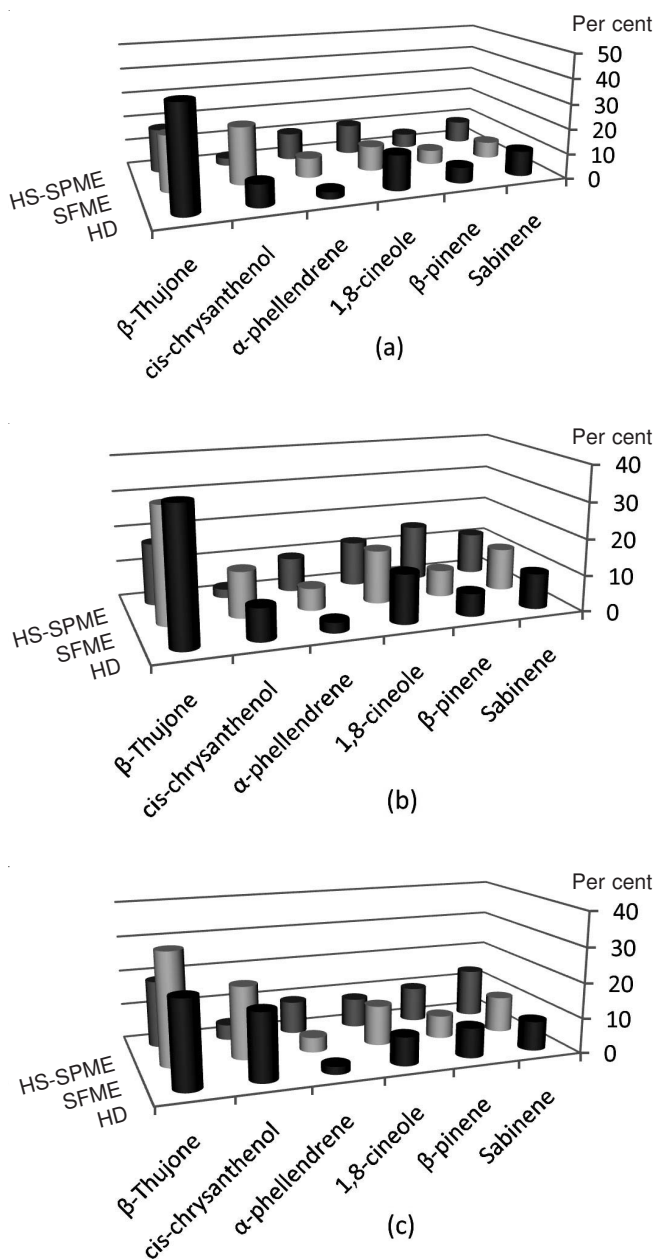 Per cent
50
40
30
20
10
0
HS-SPME
SFME
HD
β-Thujone
cis-chrysanthenol
α-phellendrene
1,8-cineole
β-pinene
Sabinene
(a)
Per cent
40
30
20
10
0
HS-SPME
SFME
HD
β-Thujone
cis-chrysanthenol
α-phellendrene
1,8-cineole
β-pinene
Sabinene
(b)
Per cent
40
30
20
10
0
HS-SPME
SFME
HD
β-Thujone
cis-chrysanthenol
α-phellendrene
1,8-cineole
β-pinene
Sabinene
(c)